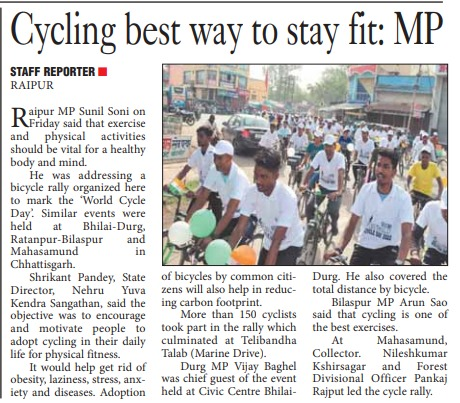 Cycling best way to stay fit: MP
STAFF REPORTER
RAIPUR
Raipur MP Sunil Soni on
Friday said that exercise
and physical activities
should be vital for a healthy
body and mind.
He was addressing a
bicycle rally organized here
to mark the ‘World Cycle
Day’. Similar events were
held at Bhilai-Durg,
Ratanpur-Bilaspur and
Mahasamund in
Chhattisgarh.
Shrikant Pandey, State
Director, Nehru Yuva
Kendra Sangathan, said the
objective was to encourage
and motivate people to
adopt cycling in their daily
life for physical fitness.
It would help get rid of
obesity, laziness, stress, anx-
iety and diseases. Adoption
of bicycles by common citi-
zens will also help in reduc-
ing carbon footprint.
More than 150 cyclists
took part in the rally which
culminated at Telibandha
Talab (Marine Drive).
Durg MP Vijay Baghel
was chief guest of the event
held at Civic Centre Bhilai-
Durg. He also covered the
total distance by bicycle.
Bilaspur MP Arun Sao
said that cycling is one of
the best exercises.
At Mahasamund,
Collector. Nileshkumar
Kshirsagar and Forest
Divisional Officer Pankaj
Rajput led the cycle rally.